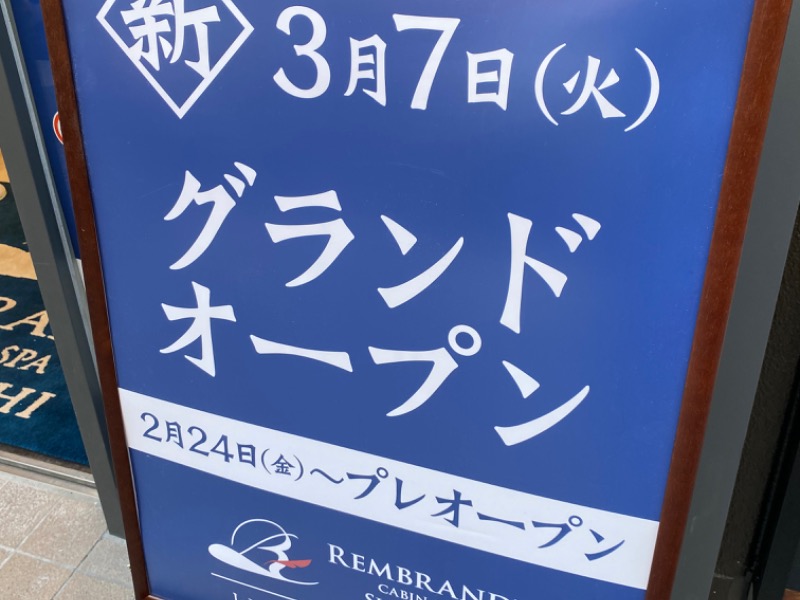 新 3月7日(火)
グランド
オープン
2月24日(金)～プレオープン
REMBRAND
CABIN
SPA
HI